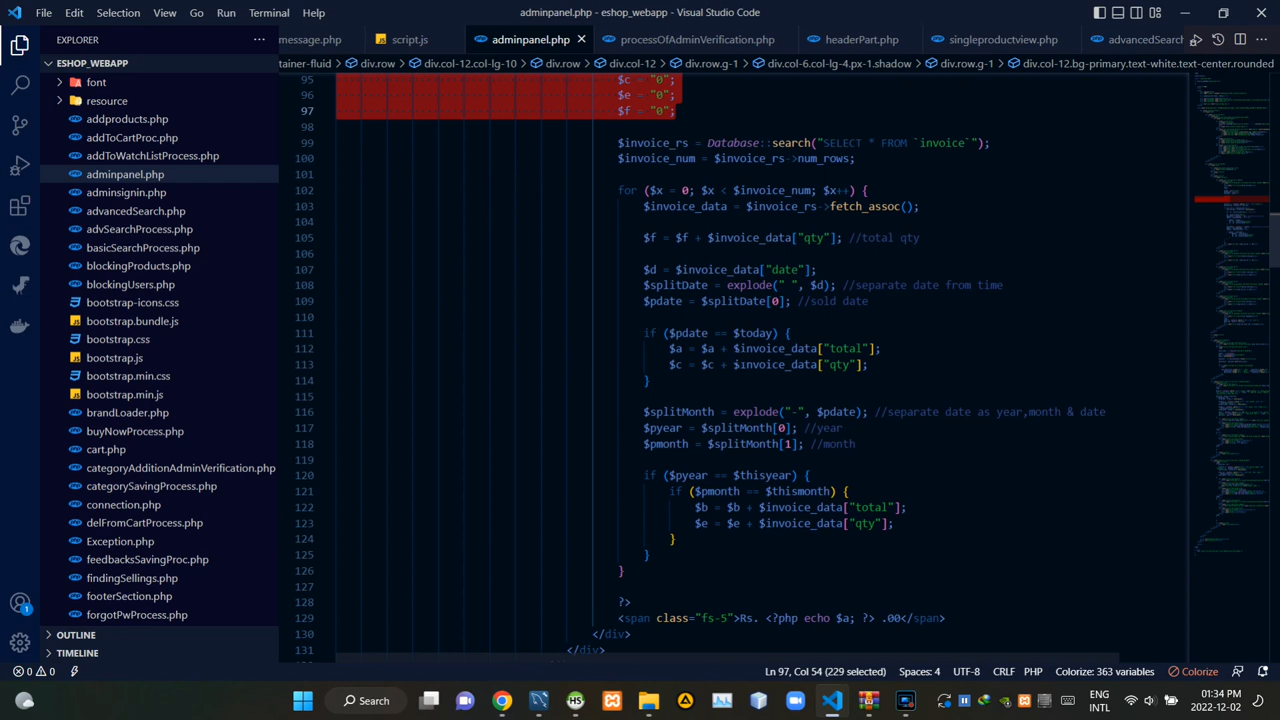 File Edit Selection View Go Run Terminal Help
adminpanel.php - eshop_webapp - Visual Studio Code
EXPLORER
message.php
script.js
adminpanel.php
processOfAdminVerification.php
headerPart.php
singleproductview.php
advancedSearch
tainer-fluid > div.row > div.col-12.col-lg-10 > div.row > div.col-12 > div.row.g-1 > div.col-6.col-lg-4.px-1.shadow > div.row.g-1 > div.col-12.bg-primary.text-white.text-center.rounded
ESHOP_WEBAPP
font
resource
addproducts.php
addToCartProc.php
addToWatchListProcess.php
adminpanel.php
adminsignin.php
advancedSearch.php
advSearchProcess.php
basicSearchProcess.php
blockingProducts.php
blockingUsers.php
bootstrap-icons.css
bootstrap.bundle.js
bootstrap.css
bootstrap.js
bootstrap.min.css
bootstrap.min.js
brandLoader.php
buyNowProcess.php
cart.php
categoryAdditionAdminVerification.php
categorySavingProcess.php
connection.php
delFromCartProcess.php
Exception.php
feedbacksSavingProc.php
findingSellings.php
footerSection.php
forgotPwProcess.php
OUTLINE
TIMELINE
95 $c = "0";
96 $e = "0";
97 $f = "0";
98
99 $invoice_rs = Database::search("SELECT * FROM `invoice`");
100 $invoice_num = $invoice_rs->num_rows;
101
102 for ($x = 0; $x < $invoice_num; $x++) {
103 $invoice_data = $invoice_rs->fetch_assoc();
104
105 $f = $f + $invoice_data["qty"]; //total qty
106
107 $d = $invoice_data["date"];
108 $splitDate = explode(" ", $d); //separate date from time
109 $pdate = $splitDate[0]; //sold date
110
111 if ($pdate == $today) {
112 $a = $a + $invoice_data["total"];
113 $c = $c + $invoice_data["qty"];
114 }
115
116 $splitMonth = explode("-", $pdate); //separate date as year,month & date
117 $pyear = $splitMonth[0]; //year
118 $pmonth = $splitMonth[1]; //month
119
120 if ($pyear == $thisyear) {
121 if ($pmonth == $thismonth) {
122 $b = $b + $invoice_data["total"];
123 $e = $e + $invoice_data["qty"];
124 }
125 }
126 }
127
128 ?>
129 <span class="fs-5">Rs. <?php echo $a; ?> .00</span>
130 </div>
131 </div>
0 0 Ln 97, Col 54 (229 selected) Spaces: 4 UTF-8 CRLF PHP Colorize: 363 variables Colorize
Search
ENG
INTL
01:34 PM
2022-12-02